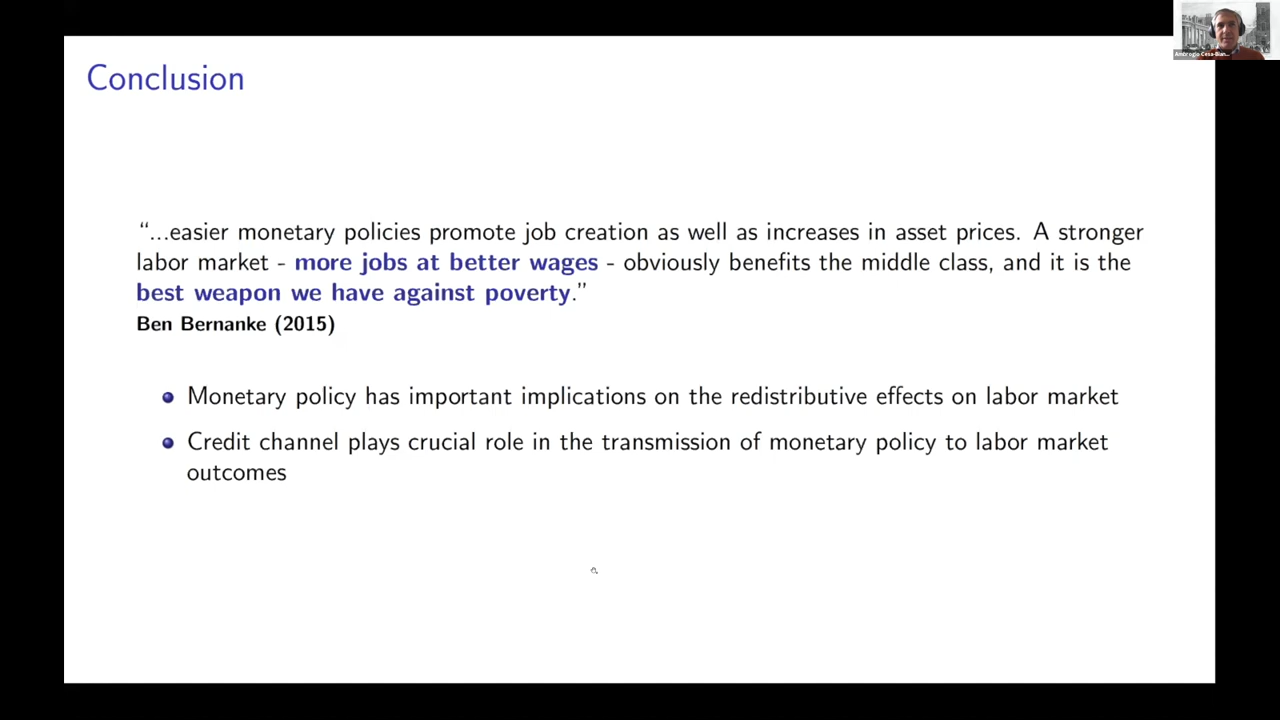 Conclusion
“...easier monetary policies promote job creation as well as increases in asset prices. A stronger
labor market - more jobs at better wages - obviously benefits the middle class, and it is the
best weapon we have against poverty.”
Ben Bernanke (2015)
Monetary policy has important implications on the redistributive effects on labor market
Credit channel plays crucial role in the transmission of monetary policy to labor market
outcomes
Ambrogio Cesa-Bian...